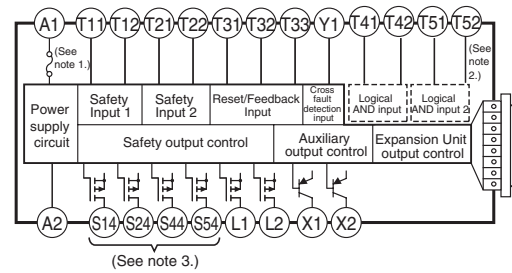 A1 T11 T12 T21 T22 T31 T32 T33 Y1 T41 T42 T51 T52
(See note 1.)
(See note 2.)
Power supply circuit
Safety Input 1
Safety Input 2
Reset/Feedback Input
Cross fault detection input
Logical AND input
Logical AND input 2
Safety output control
Auxiliary output control
Expansion Unit output control
A2 S14 S24 S44 S54 L1 L2 X1 X2
(See note 3.)